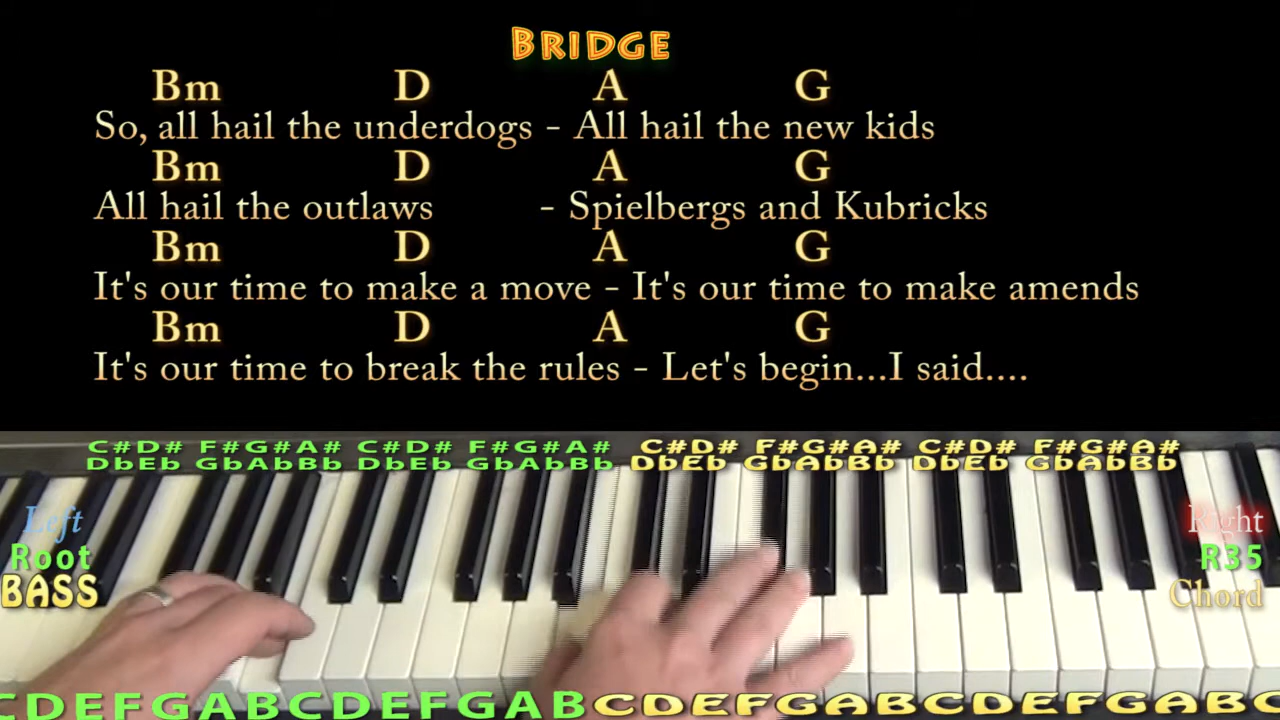 BRIDGE
Bm D A G
So, all hail the underdogs - All hail the new kids
Bm D A G
All hail the outlaws - Spielbergs and Kubricks
Bm D A G
It's our time to make a move - It's our time to make amends
Bm D A G
It's our time to break the rules - Let's begin...I said....
C#D# F#G#A# C#D# F#G#A# C#D# F#G#A# C#D# F#G#A#
DbEb GbAbBb DbEb GbAbBb DbEb GbAbBb DbEb GbAbBb
Left
Root
BASS
Right
R35
Chord
CDEFGABCDEFGAB CDEFGABCDEFGABC